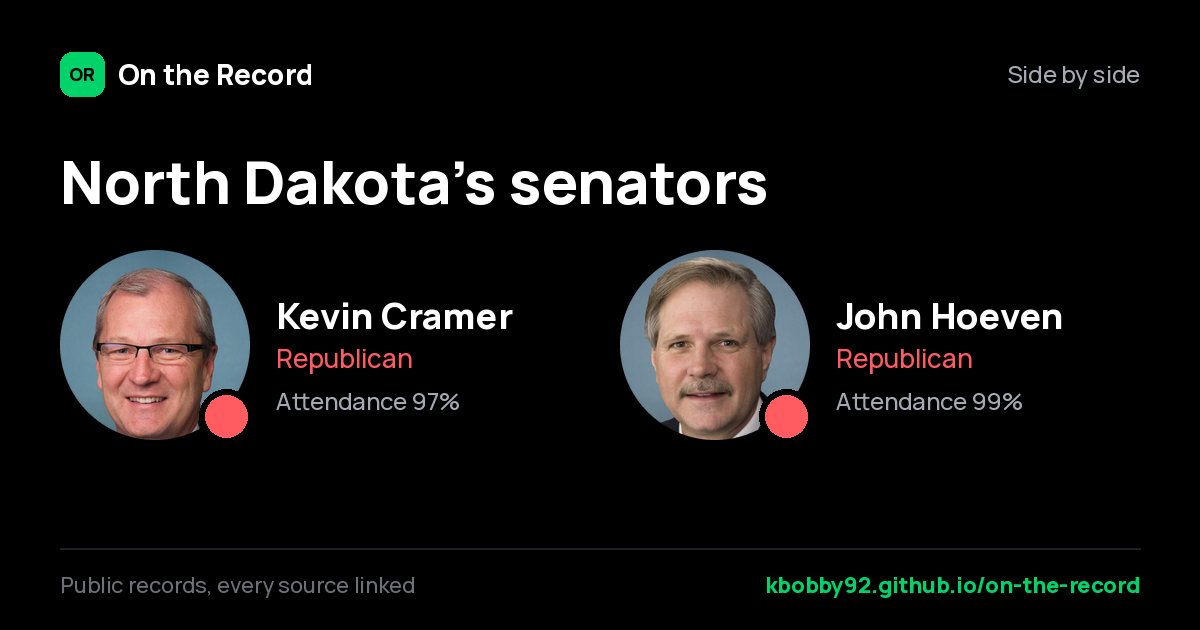 OR On the Record
Side by side
North Dakota’s senators
Kevin Cramer
Republican
Attendance 97%
John Hoeven
Republican
Attendance 99%
Public records, every source linked
kbobby92.github.io/on-the-record